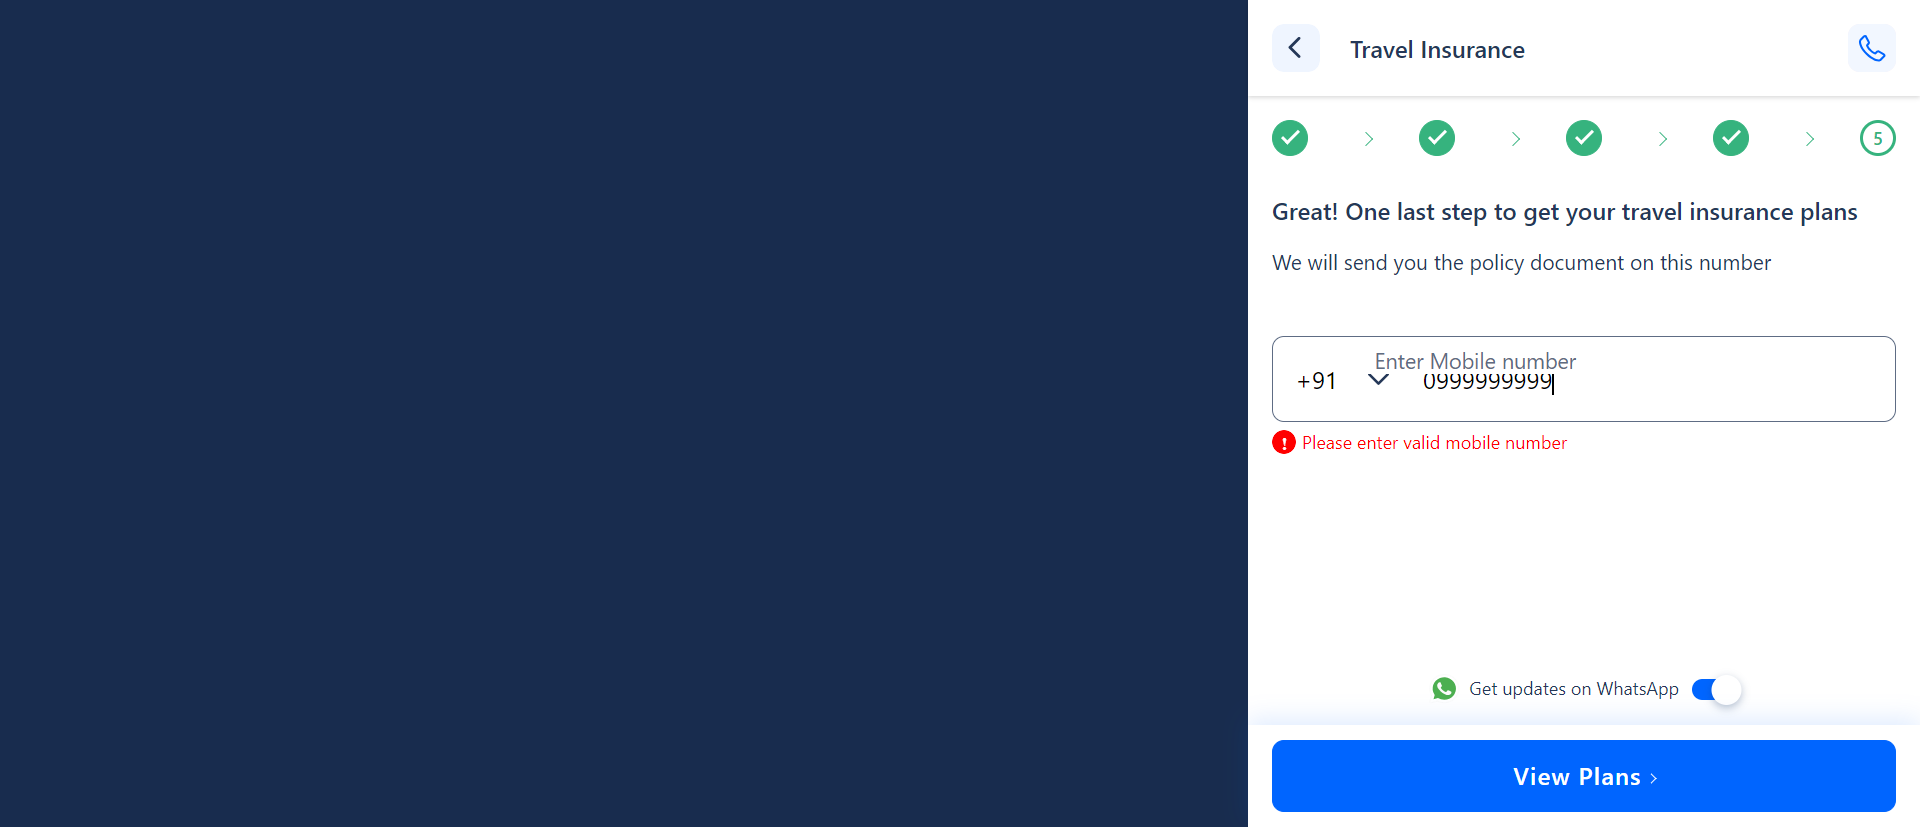 Travel Insurance
5
Great! One last step to get your travel insurance plans
We will send you the policy document on this number
Enter Mobile number
+91 0999999999
Please enter valid mobile number
Get updates on WhatsApp
View Plans ›